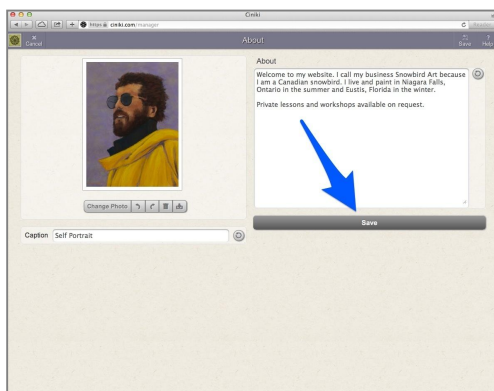 Ciniki
https ciniki.com/manager
Reader
Cancel
About
Save
Help
About
Welcome to my website. I call my business Snowbird Art because
I am a Canadian snowbird. I live and paint in Niagara Falls,
Ontario in the summer and Eustis, Florida in the winter.
Private lessons and workshops available on request.
Change Photo
Save
Caption Self Portrait